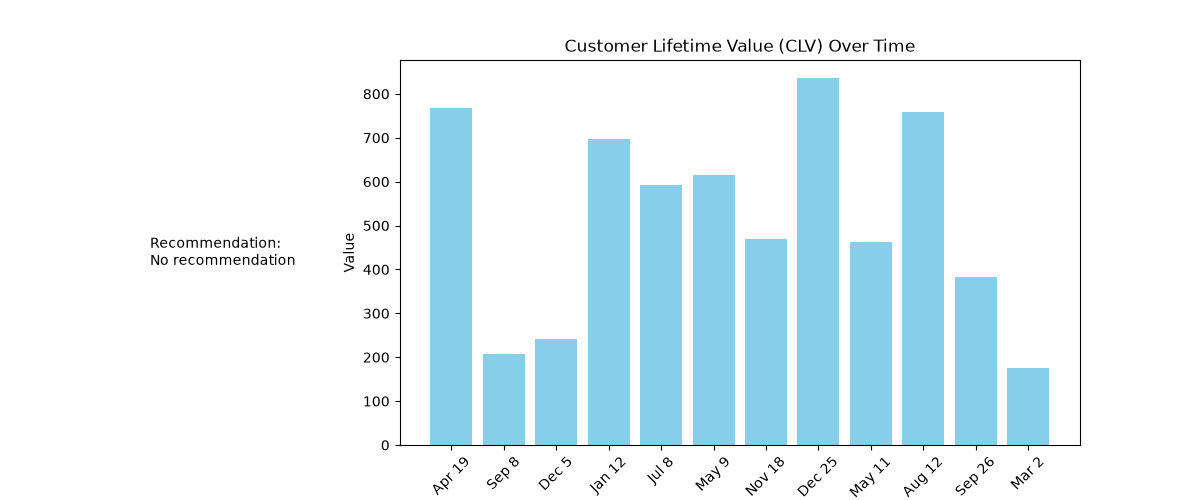 Customer Lifetime Value (CLV) Over Time
Recommendation:
No recommendation
Value
800
700
600
500
400
300
200
100
0
Apr 19
Sep 8
Dec 5
Jan 12
Jul 8
May 9
Nov 18
Dec 25
May 11
Aug 12
Sep 26
Mar 2